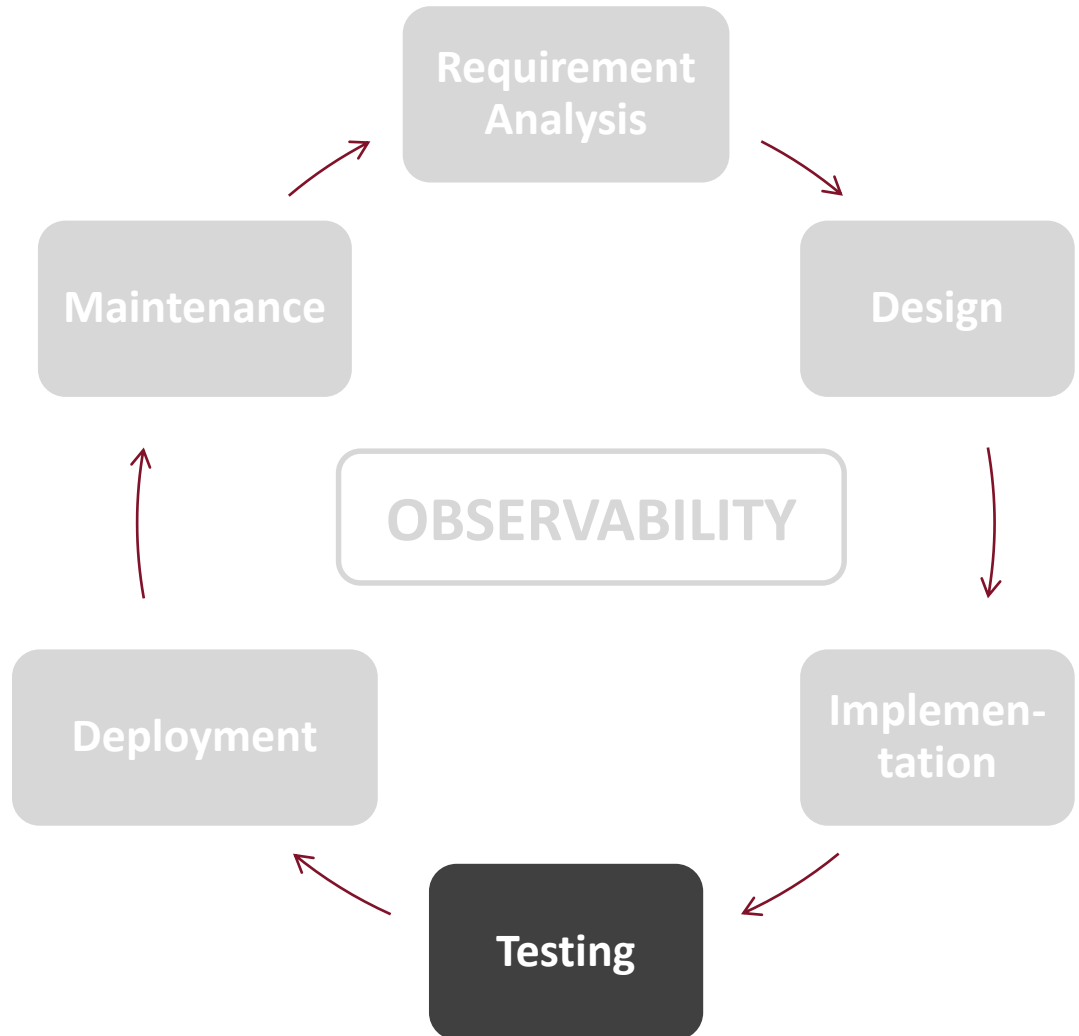 Requirement
Analysis
Maintenance
Design
OBSERVABILITY
Deployment
Implemen-
tation
Testing